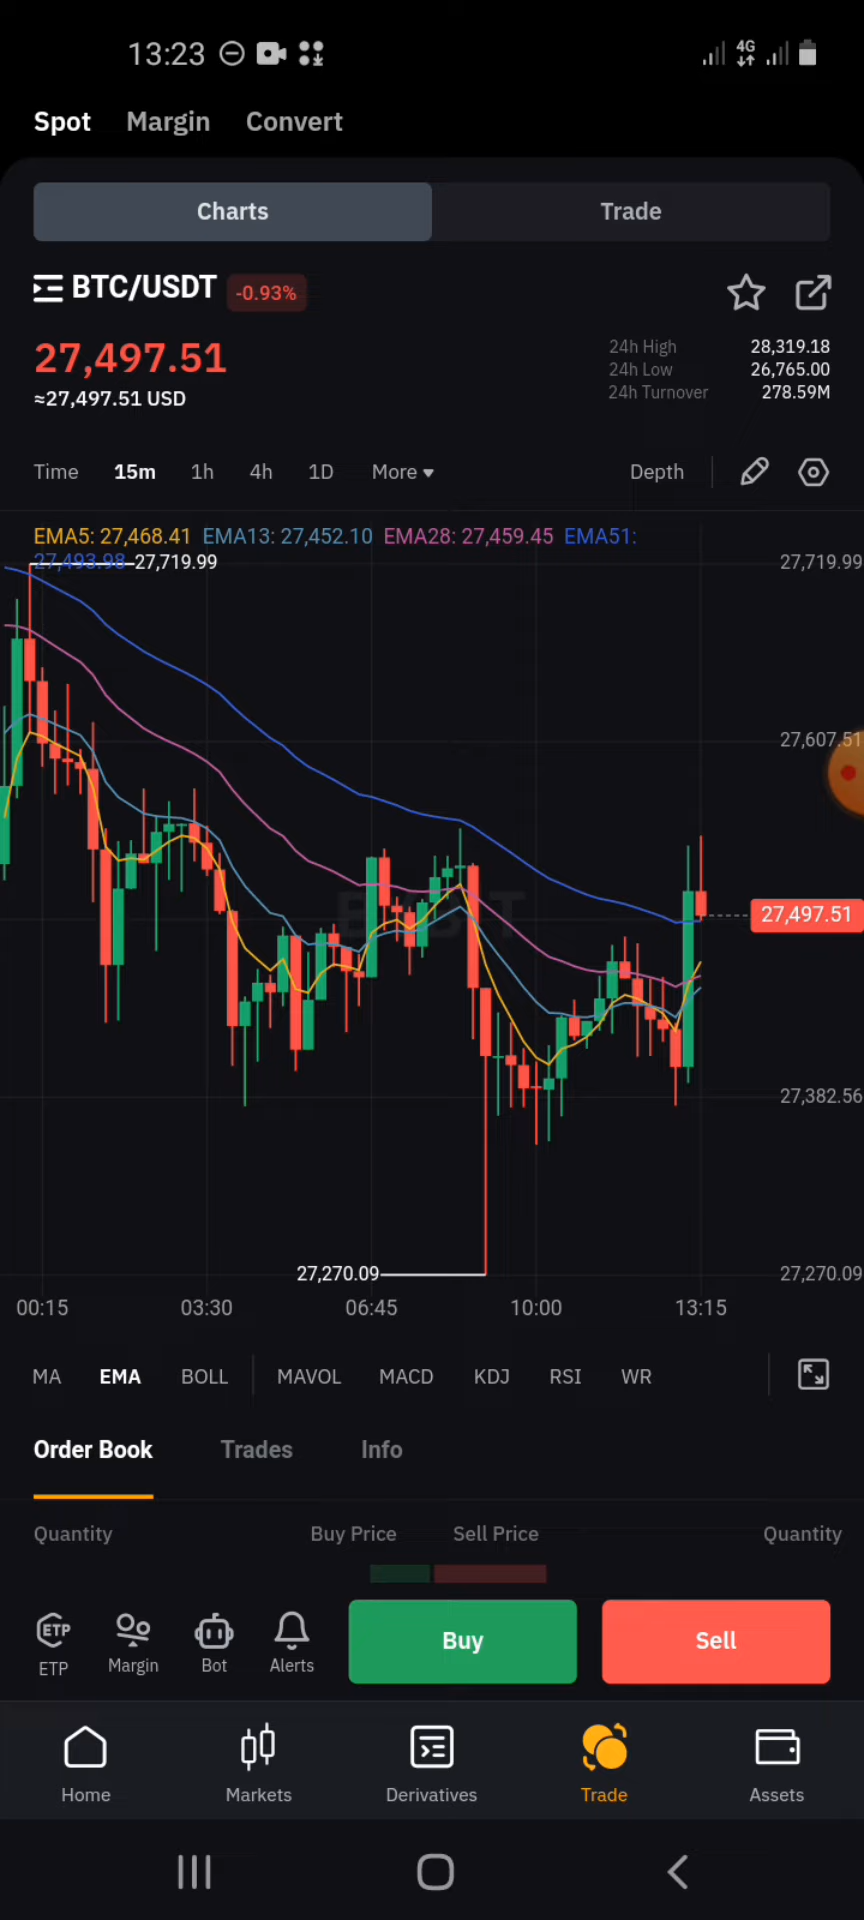 13:23 4G
Spot Margin Convert
Charts Trade
BTC/USDT -0.93%
27,497.51
≈27,497.51 USD
24h High 28,319.18
24h Low 26,765.00
24h Turnover 278.59M
Time 15m 1h 4h 1D More Depth
EMA5: 27,468.41 EMA13: 27,452.10 EMA28: 27,459.45 EMA51:
27,493.98 27,719.99 27,719.99
27,607.51
27,497.51
27,382.56
27,270.09 27,270.09
00:15 03:30 06:45 10:00 13:15
MA EMA BOLL MAVOL MACD KDJ RSI WR
Order Book Trades Info
Quantity Buy Price Sell Price Quantity
ETP
ETP Margin Bot Alerts Buy Sell
Home Markets Derivatives Trade Assets